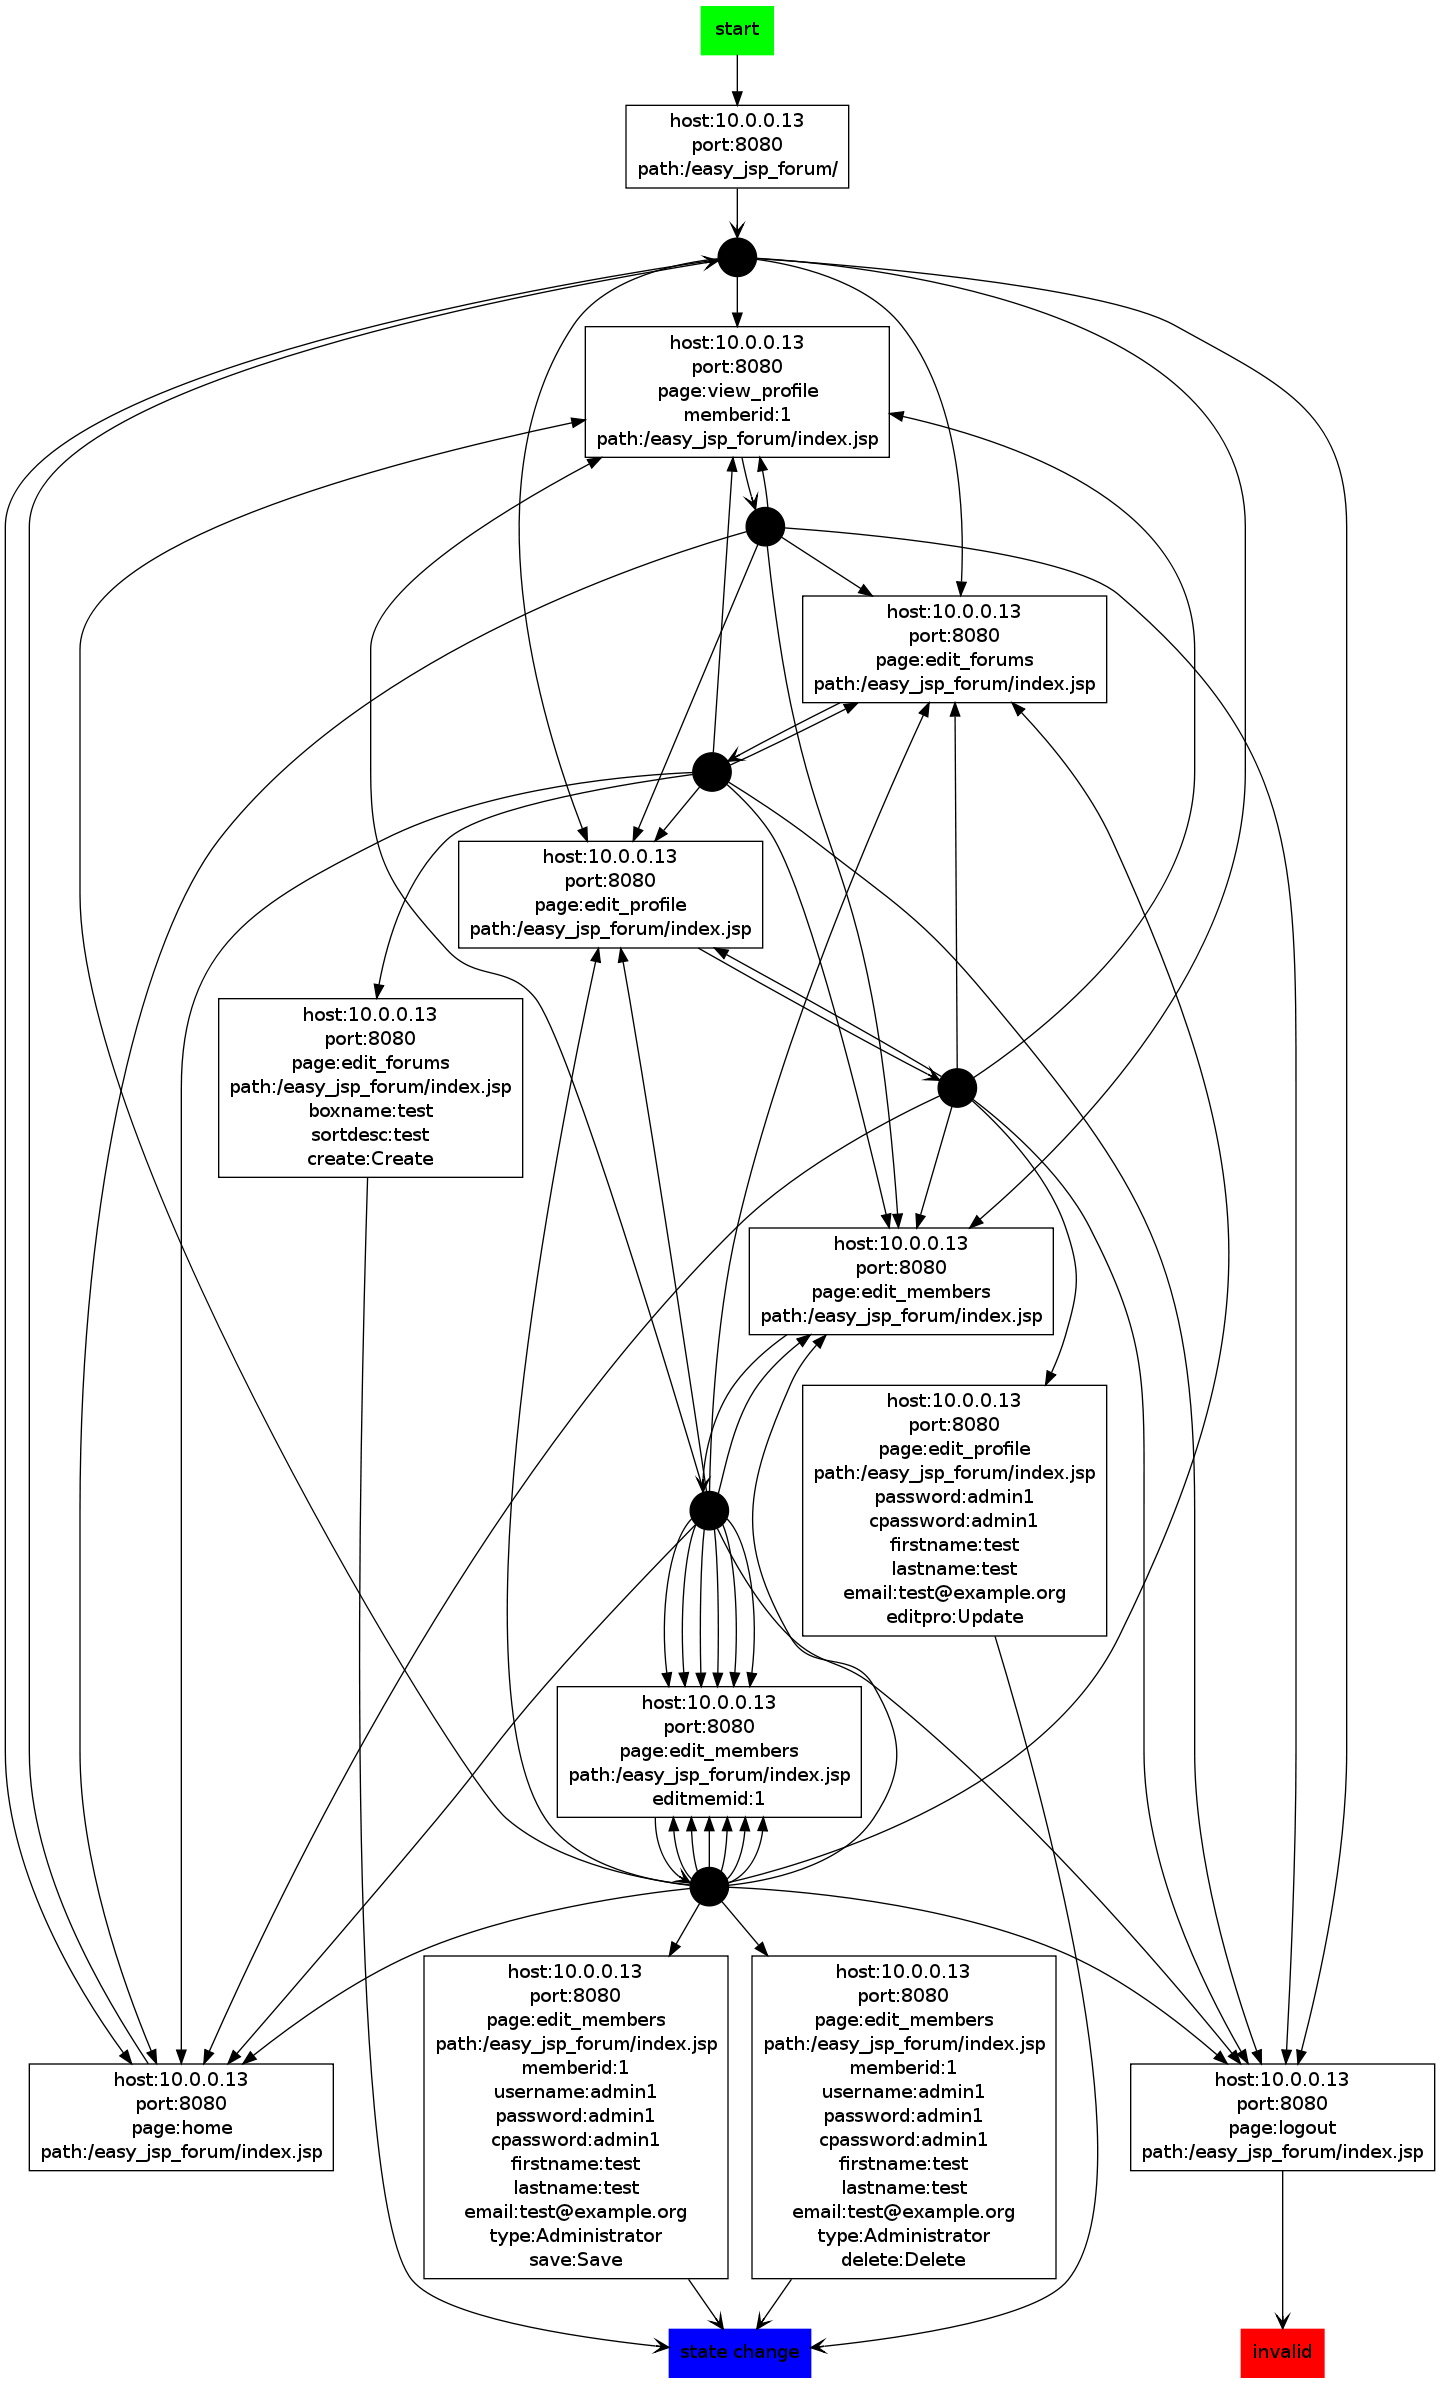 start
host:10.0.0.13
port:8080
path:/easy_jsp_forum/
host:10.0.0.13
port:8080
page:view_profile
memberid:1
path:/easy_jsp_forum/index.jsp
host:10.0.0.13
port:8080
page:edit_forums
path:/easy_jsp_forum/index.jsp
host:10.0.0.13
port:8080
page:edit_profile
path:/easy_jsp_forum/index.jsp
host:10.0.0.13
port:8080
page:edit_forums
path:/easy_jsp_forum/index.jsp
boxname:test
sortdesc:test
create:Create
host:10.0.0.13
port:8080
page:edit_members
path:/easy_jsp_forum/index.jsp
host:10.0.0.13
port:8080
page:edit_profile
path:/easy_jsp_forum/index.jsp
password:admin1
cpassword:admin1
firstname:test
lastname:test
email:test@example.org
editpro:Update
host:10.0.0.13
port:8080
page:edit_members
path:/easy_jsp_forum/index.jsp
editmemid:1
host:10.0.0.13
port:8080
page:home
path:/easy_jsp_forum/index.jsp
host:10.0.0.13
port:8080
page:edit_members
path:/easy_jsp_forum/index.jsp
memberid:1
username:admin1
password:admin1
cpassword:admin1
firstname:test
lastname:test
email:test@example.org
type:Administrator
save:Save
host:10.0.0.13
port:8080
page:edit_members
path:/easy_jsp_forum/index.jsp
memberid:1
username:admin1
password:admin1
cpassword:admin1
firstname:test
lastname:test
email:test@example.org
type:Administrator
delete:Delete
host:10.0.0.13
port:8080
page:logout
path:/easy_jsp_forum/index.jsp
state change
invalid